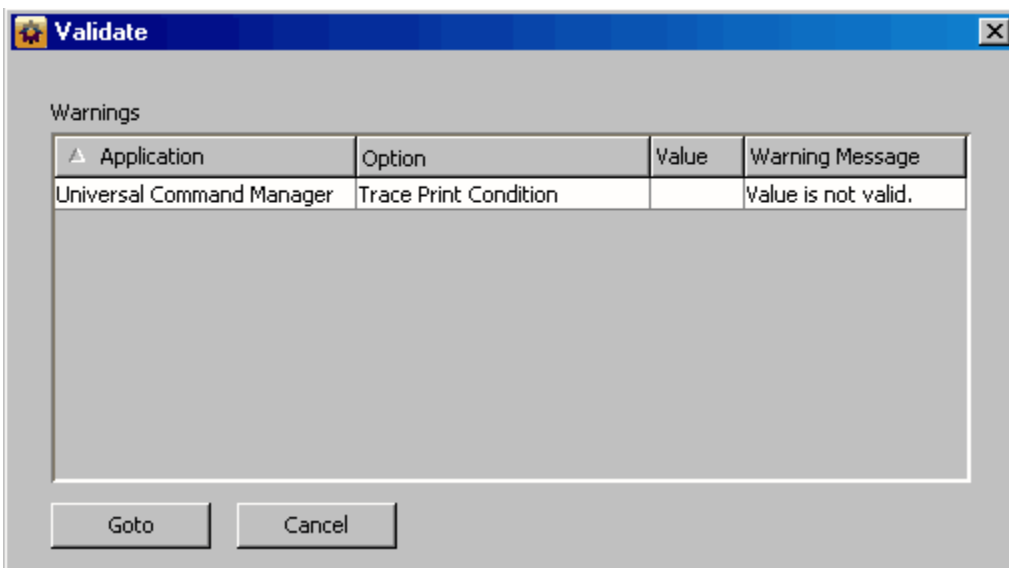 Validate
Warnings
Application Option Value Warning Message
Universal Command Manager Trace Print Condition Value is not valid.
Goto Cancel